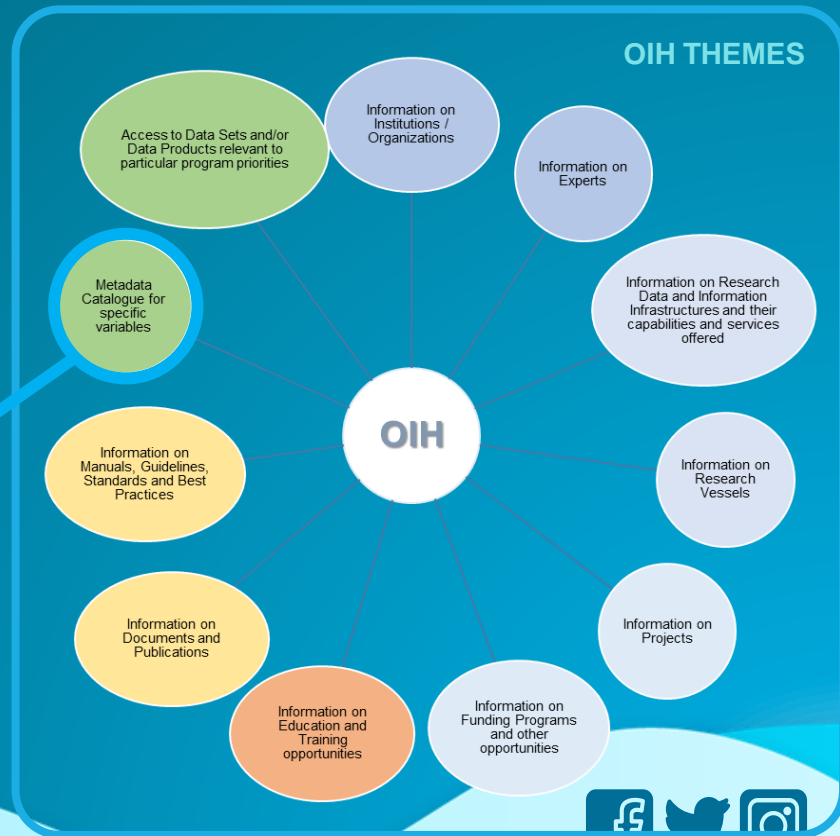 OIH THEMES
Information on
Institutions /
Organizations
Information on
Experts
Information on Research
Data and Information
Infrastructures and their
capabilities and services
offered
Information on
Research
Vessels
Information on
Projects
Information on
Funding Programs
and other
opportunities
Information on
Education and
Training
opportunities
Information on
Documents and
Publications
Information on
Manuals, Guidelines,
Standards and Best
Practices
Metadata
Catalogue for
specific
variables
Access to Data Sets and/or
Data Products relevant to
particular program priorities
OIH